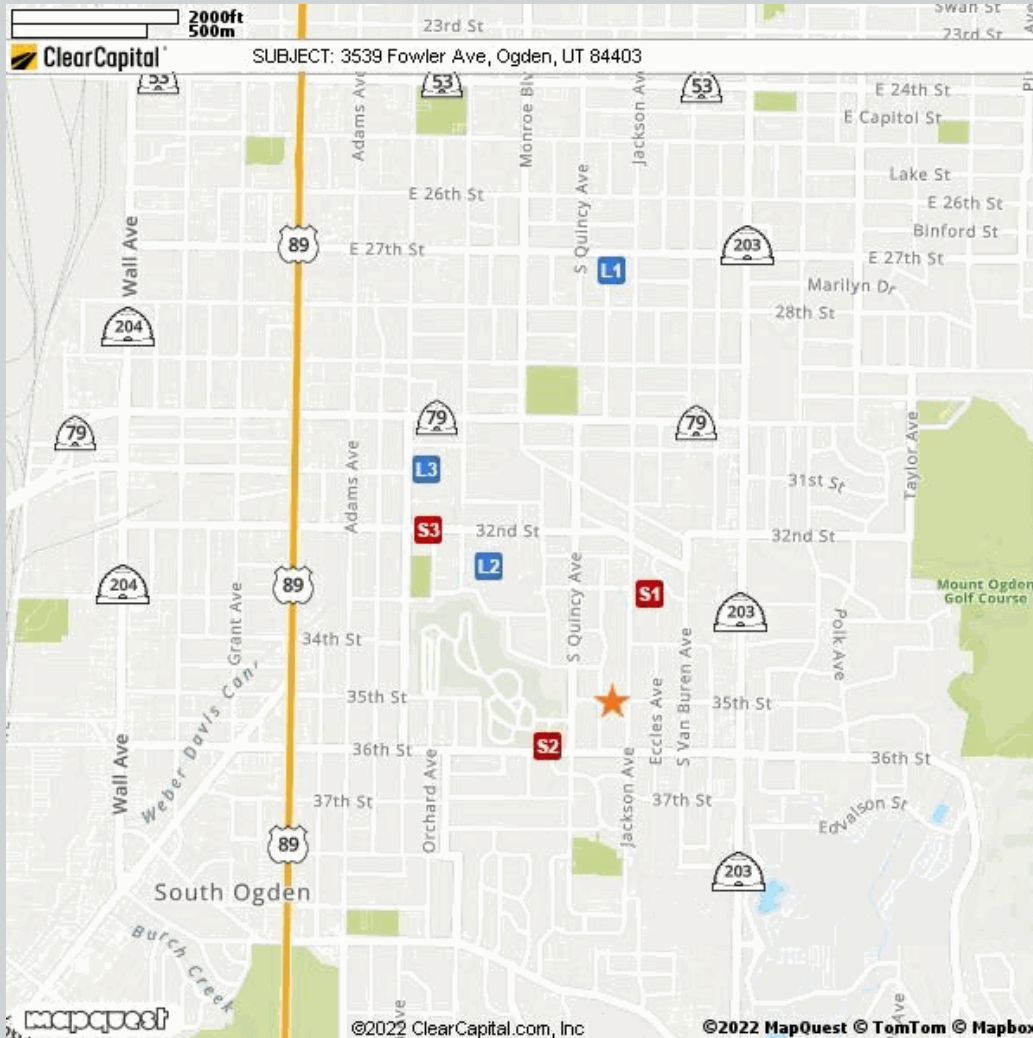 2000ft
500m
23rd St
Swan St
23rd St
ClearCapital
SUBJECT: 3539 Fowler Ave, Ogden, UT 84403
53
53
53
Adams Ave
Monroe Blv
Jackson Av
E 24th St
E Capitol St
Lake St
E 26th St
E 26th St
S Quincy Ave
Binford St
Wall Ave
89
E 27th St
203
E 27th St
L1
Marilyn Dr
28th St
204
79
79
79
Taylor Ave
Adams Ave
L3
31st St
S3
32nd St
32nd St
L2
S Quincy Ave
204
89
S1
203
Mount Ogden
Golf Course
Grant Ave
34th St
Polk Ave
Weber Davis Can
35th St
Eccles Ave
S Van Buren Ave
35th St
36th St
S2
36th St
Wall Ave
Orchard Ave
Jackson Ave
37th St
37th St
Edvalson St
89
203
South Ogden
Burch Creek
Ave
Ave
mapquest
©2022 ClearCapital.com, Inc
©2022 MapQuest © TomTom © Mapbox